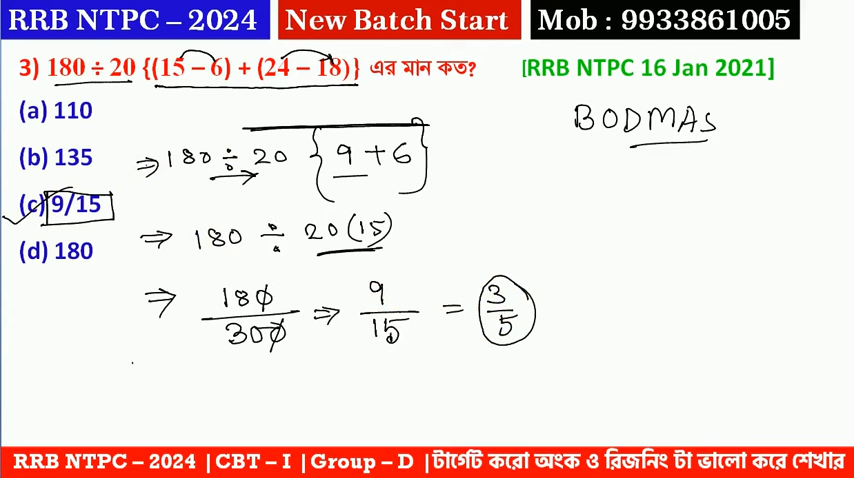 RRB NTPC – 2024 New Batch Start Mob : 9933861005
3) 180 ÷ 20 {(15 – 6) + (24 – 18)} এর মান কত? [RRB NTPC 16 Jan 2021]
(a) 110
(b) 135
(c) 9/15
(d) 180
BODMAS
⇒ 180 ÷ 20 {9 + 6}
⇒ 180 ÷ 20(15)
⇒ 180/300 ⇒ 9/15 = 3/5
RRB NTPC – 2024 |CBT – I |Group – D |টার্গেট করো অংক ও রিজনিং টা ভালো করে শেখার